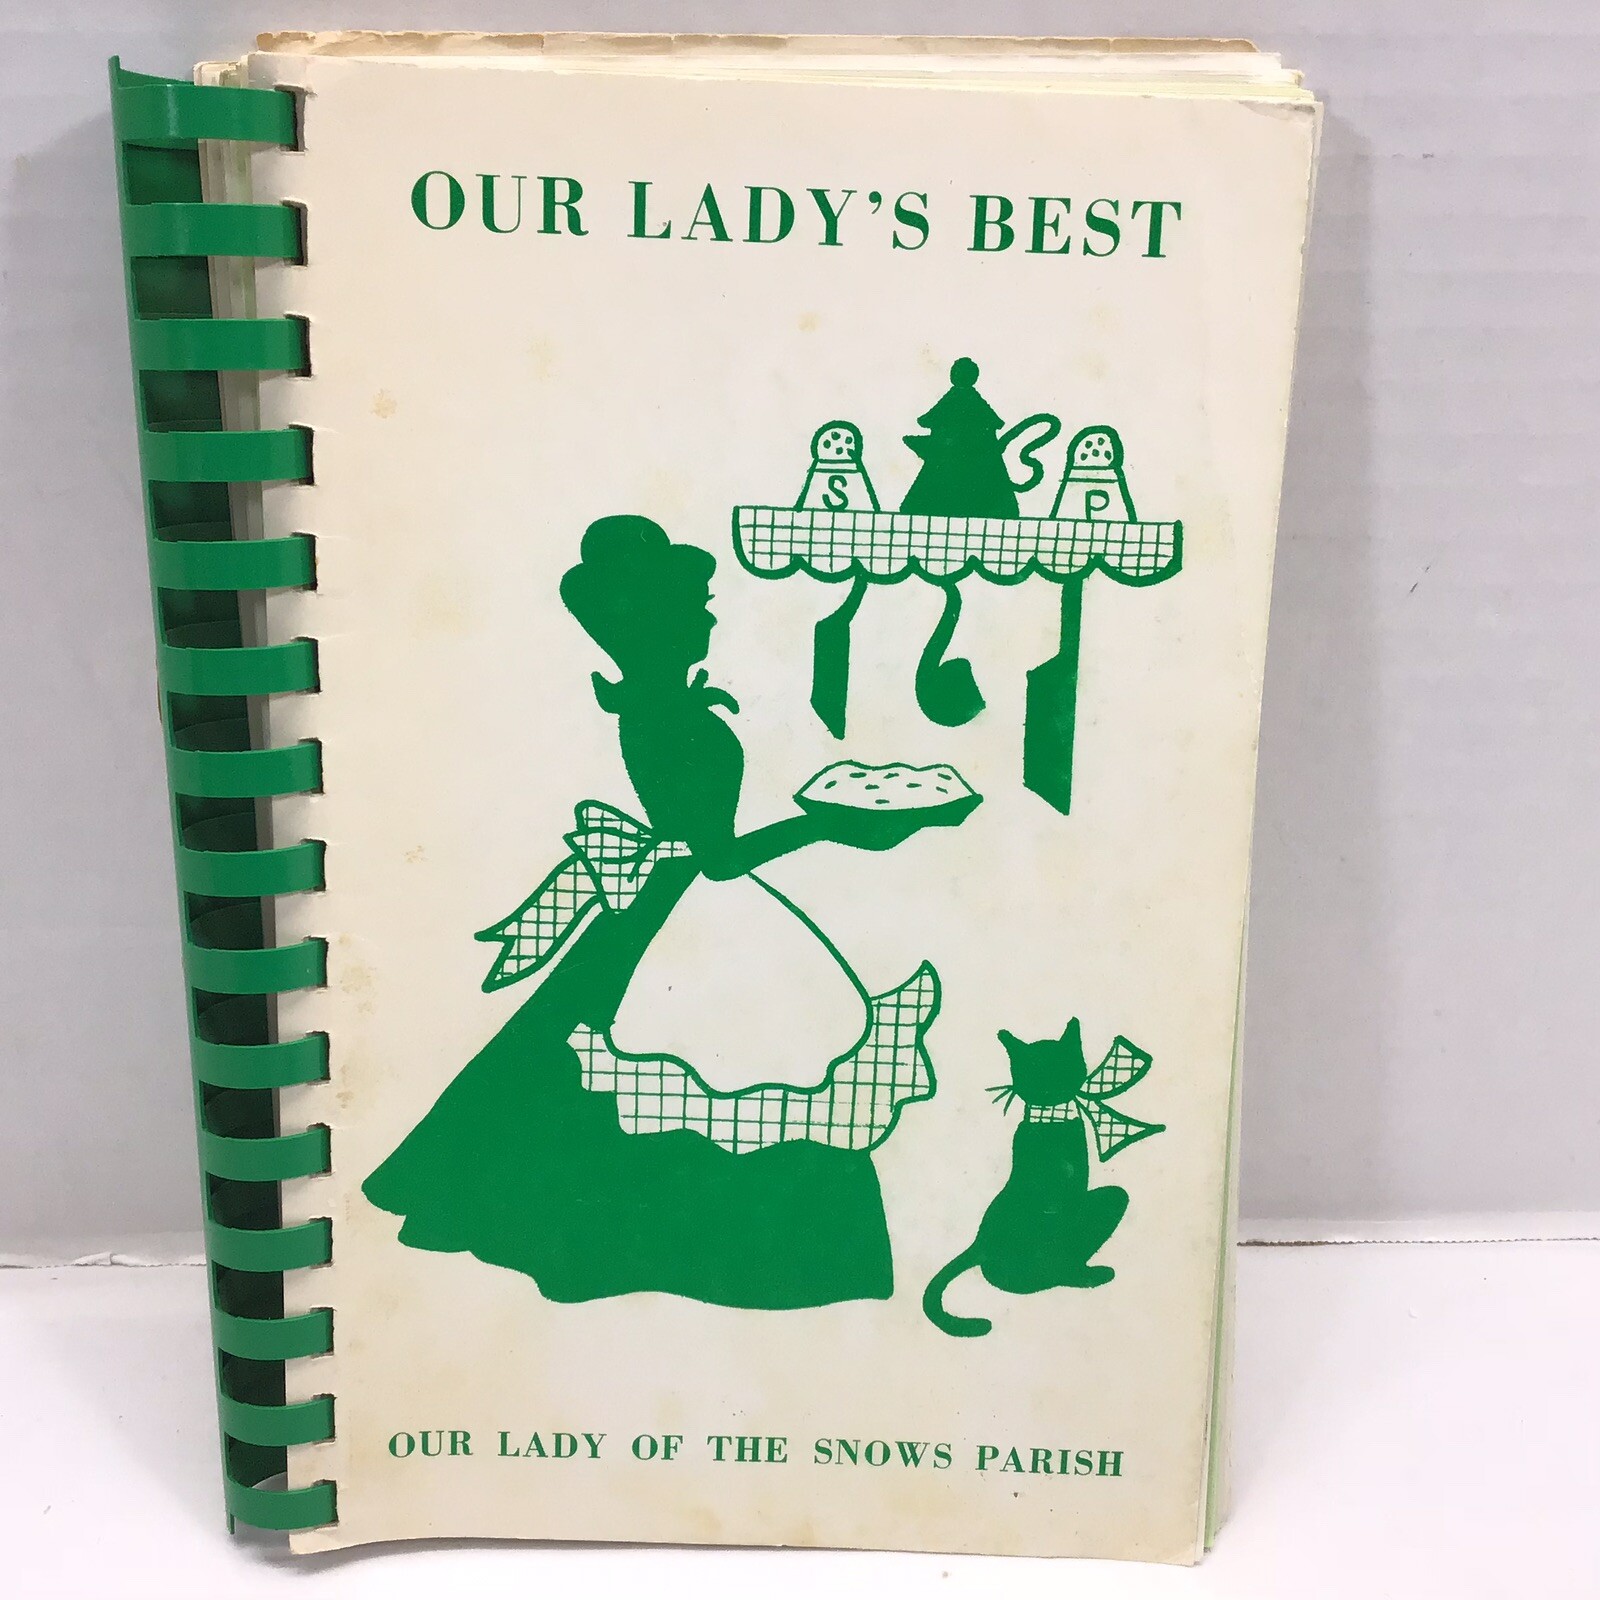 OUR LADY'S BEST
S
P
OUR LADY OF THE SNOWS PARISH